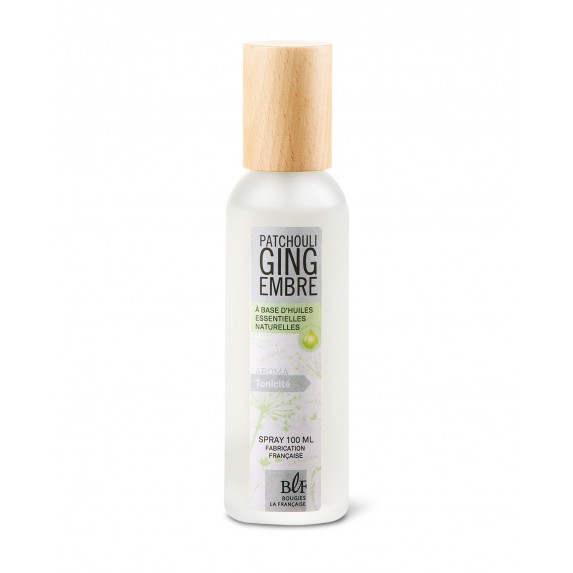 PATCHOULI
GING
EMBRE
À BASE D'HUILES
ESSENTIELLES
NATURELLES
AROMA
Tonicité
SPRAY 100 ML
FABRICATION
FRANÇAISE
BLF
BOUGIES
LA FRANÇAISE